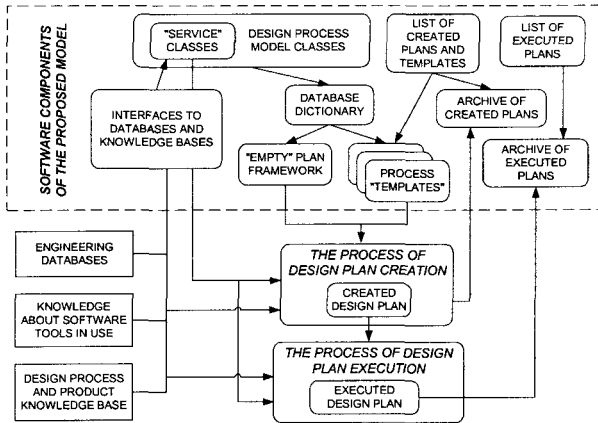 SOFTWARE COMPONENTS
OF THE PROPOSED MODEL
"SERVICE"
CLASSES
DESIGN PROCESS
MODEL CLASSES
LIST OF
CREATED
PLANS AND
TEMPLATES
LIST OF
EXECUTED
PLANS
INTERFACES TO
DATABASES AND
KNOWLEDGE BASES
DATABASE
DICTIONARY
ARCHIVE OF
CREATED PLANS
"EMPTY" PLAN
FRAMEWORK
PROCESS
"TEMPLATES"
ARCHIVE OF
EXECUTED
PLANS
ENGINEERING
DATABASES
THE PROCESS OF
DESIGN PLAN CREATION
CREATED
DESIGN PLAN
KNOWLEDGE
ABOUT SOFTWARE
TOOLS IN USE
THE PROCESS OF DESIGN
PLAN EXECUTION
EXECUTED
DESIGN PLAN
DESIGN PROCESS
AND PRODUCT
KNOWLEDGE BASE